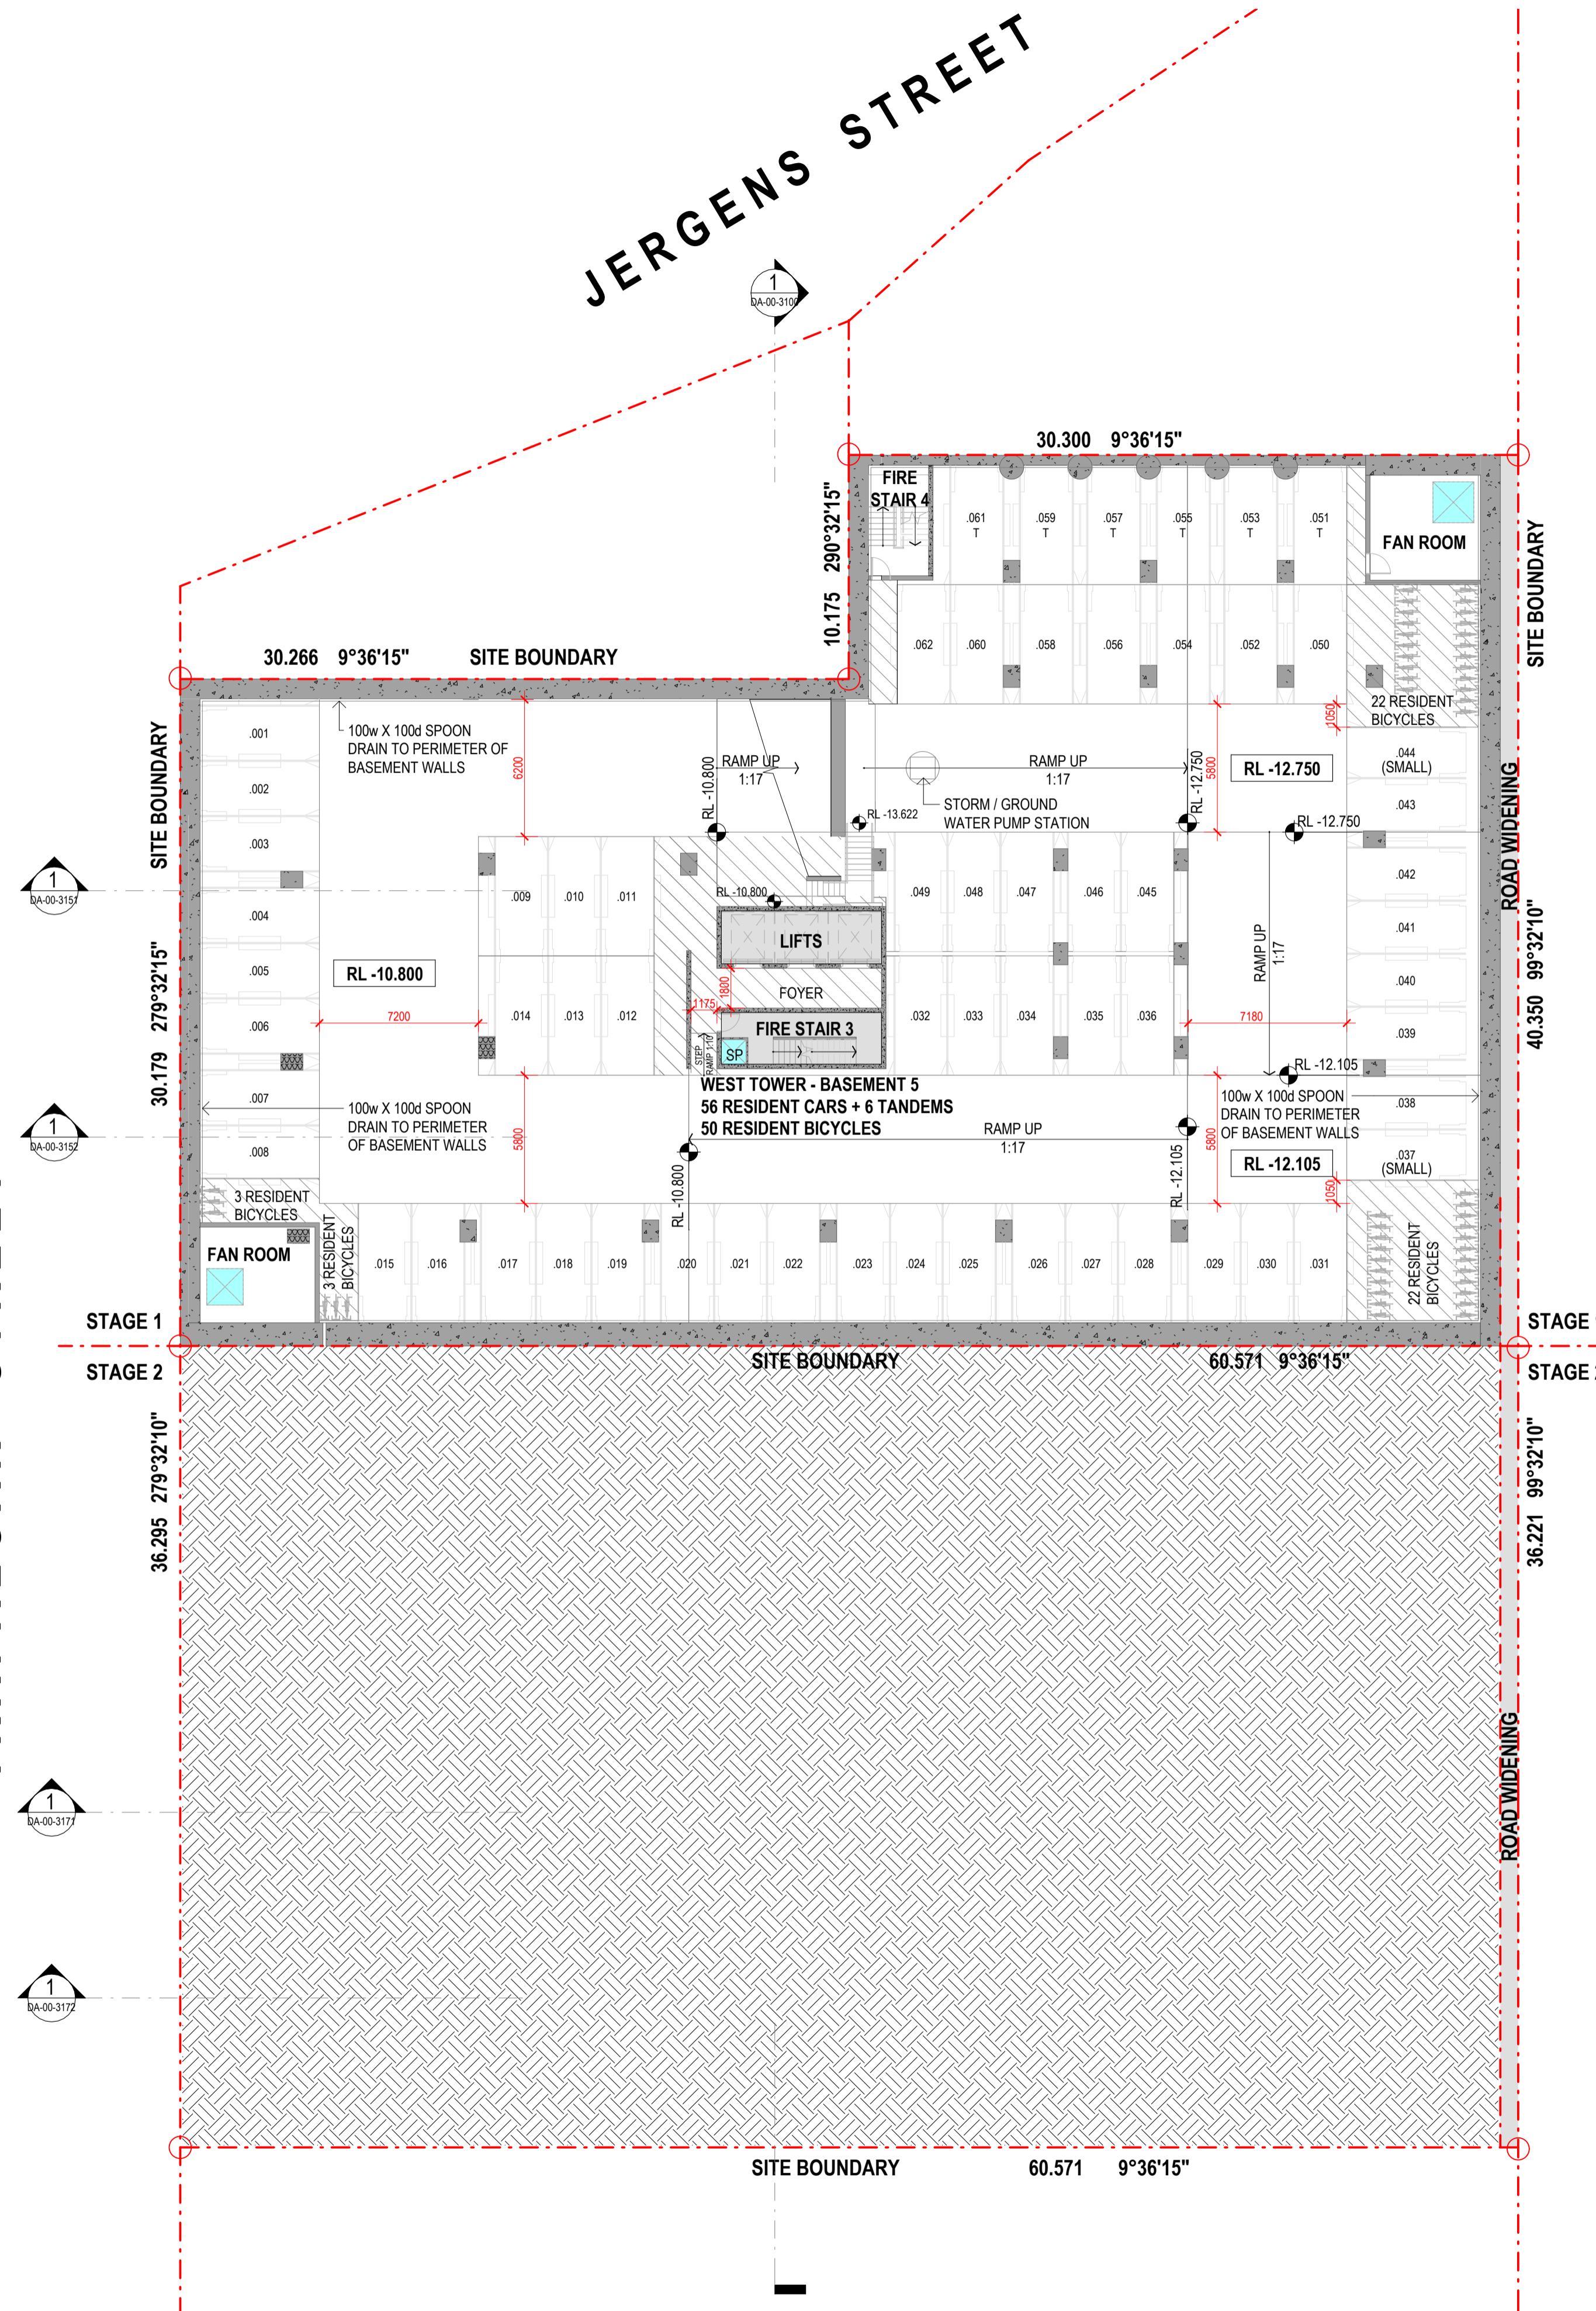 JERGENS STREET
1
DA-00-3100
30.300 9°36'15"
10.175 290°32'15"
FIRE
STAIR 4
.061
T
.059
T
.057
T
.055
T
.053
T
.051
T
FAN ROOM
SITE BOUNDARY
.062
.060
.058
.056
.054
.052
.050
22 RESIDENT
BICYCLES
30.266 9°36'15" SITE BOUNDARY
SITE BOUNDARY
.001
.002
.003
.004
.005
.006
.007
.008
100w X 100d SPOON
DRAIN TO PERIMETER OF
BASEMENT WALLS
6200
RL -10.800
RAMP UP
1:17
RAMP UP
1:17
STORM / GROUND
WATER PUMP STATION
RL -13.622
RL -12.750
5800
1050
RL -12.750
RL -12.750
.044
(SMALL)
.043
.042
.041
.040
.039
.038
.037
(SMALL)
ROAD WIDENING
1
DA-00-3151
.009
.010
.011
RL -10.800
LIFTS
.049
.048
.047
.046
.045
RAMP UP
1:17
40.350 99°32'10"
30.179 279°32'15"
RL -10.800
7200
.014
.013
.012
1175
1800
FOYER
FIRE STAIR 3
SP
STEP
RAMP 1:10
.032
.033
.034
.035
.036
7180
RL -12.105
WEST TOWER - BASEMENT 5
56 RESIDENT CARS + 6 TANDEMS
50 RESIDENT BICYCLES
RAMP UP
1:17
100w X 100d SPOON
DRAIN TO PERIMETER
OF BASEMENT WALLS
100w X 100d SPOON
DRAIN TO PERIMETER
OF BASEMENT WALLS
1
DA-00-3152
5800
RL -10.800
RL -12.105
5800
RL -12.105
1050
3 RESIDENT
BICYCLES
FAN ROOM
3 RESIDENT
BICYCLES
.015
.016
.017
.018
.019
.020
.021
.022
.023
.024
.025
.026
.027
.028
.029
.030
.031
22 RESIDENT
BICYCLES
STAGE 1
STAGE
STAGE 2
SITE BOUNDARY 60.571 9°36'15"
STAGE
36.295 279°32'10"
36.221 99°32'10"
ROAD WIDENING
1
DA-00-3171
1
DA-00-3172
SITE BOUNDARY 60.571 9°36'15"